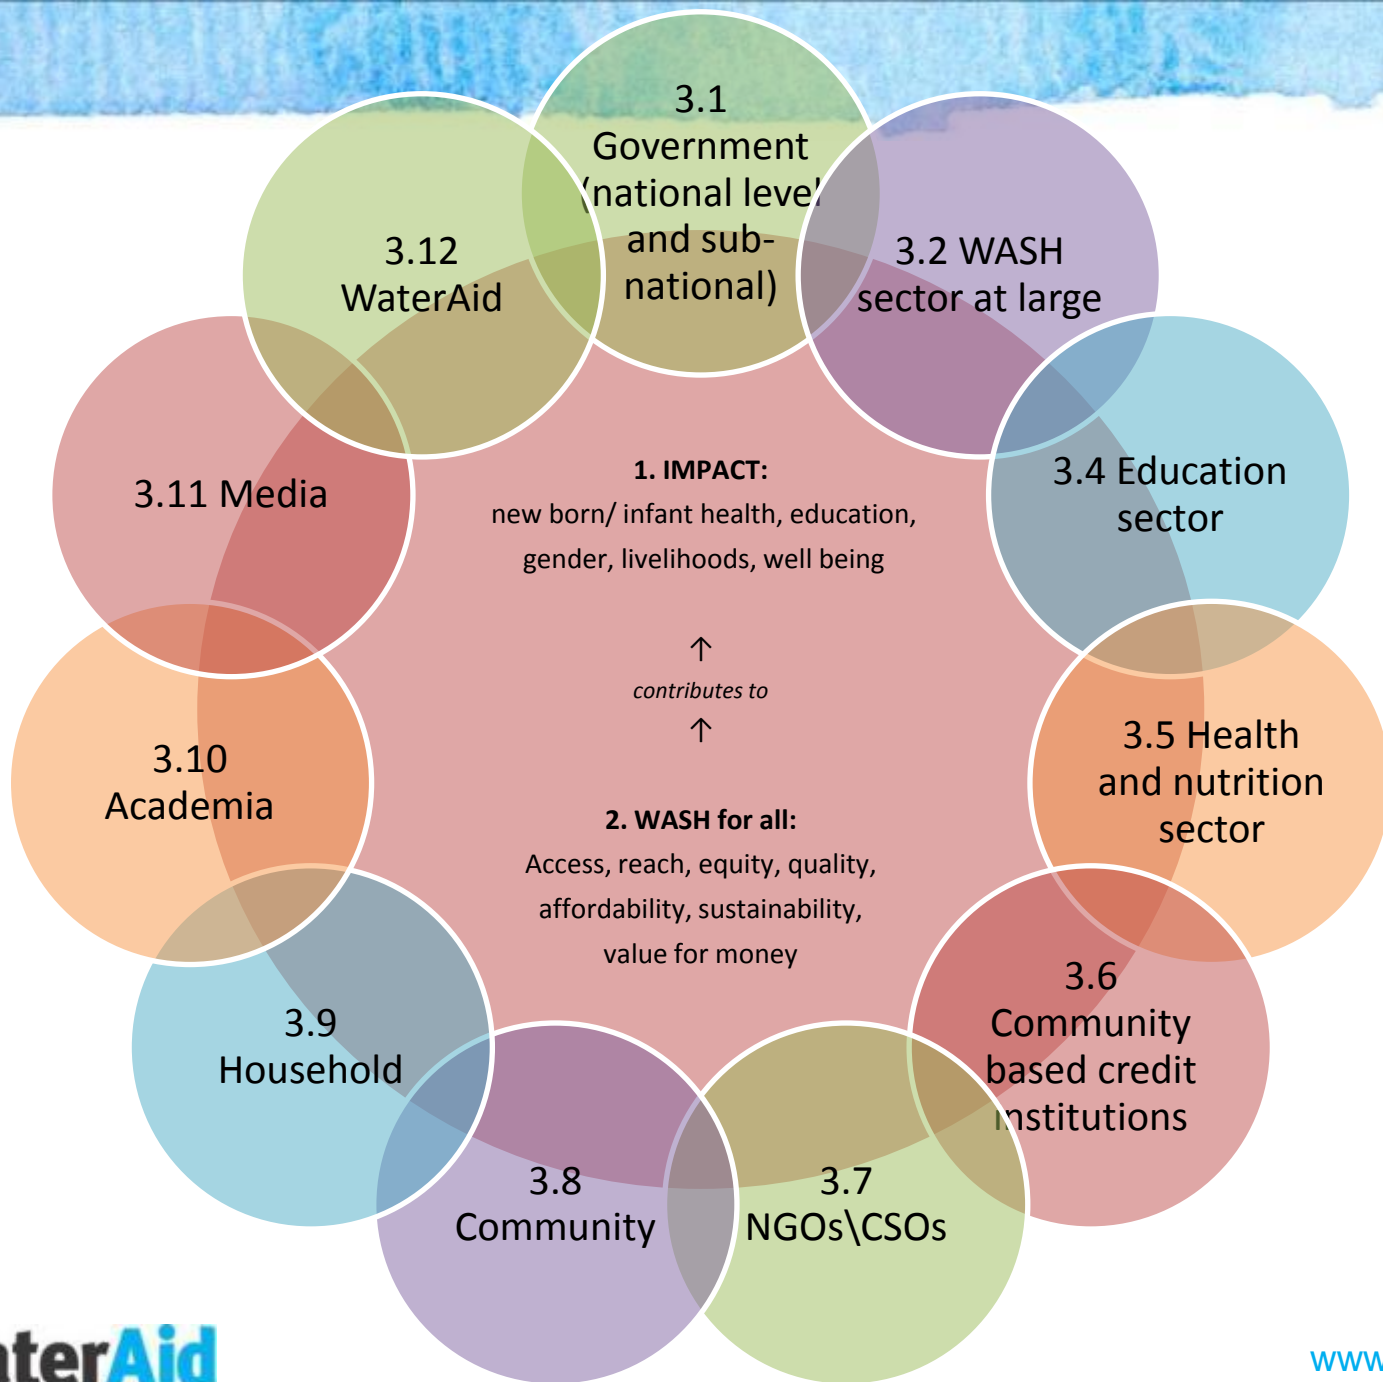 3.1
Government
(national level
and sub-
national)
3.2 WASH
sector at large
3.4 Education
sector
3.5 Health
and nutrition
sector
3.6
Community
based credit
institutions
3.7
NGOs\CSOs
3.8
Community
3.9
Household
3.10
Academia
3.11 Media
3.12
WaterAid
1. IMPACT:
new born/ infant health, education,
gender, livelihoods, well being
↑
contributes to
↑
2. WASH for all:
Access, reach, equity, quality,
affordability, sustainability,
value for money
aterAid
www